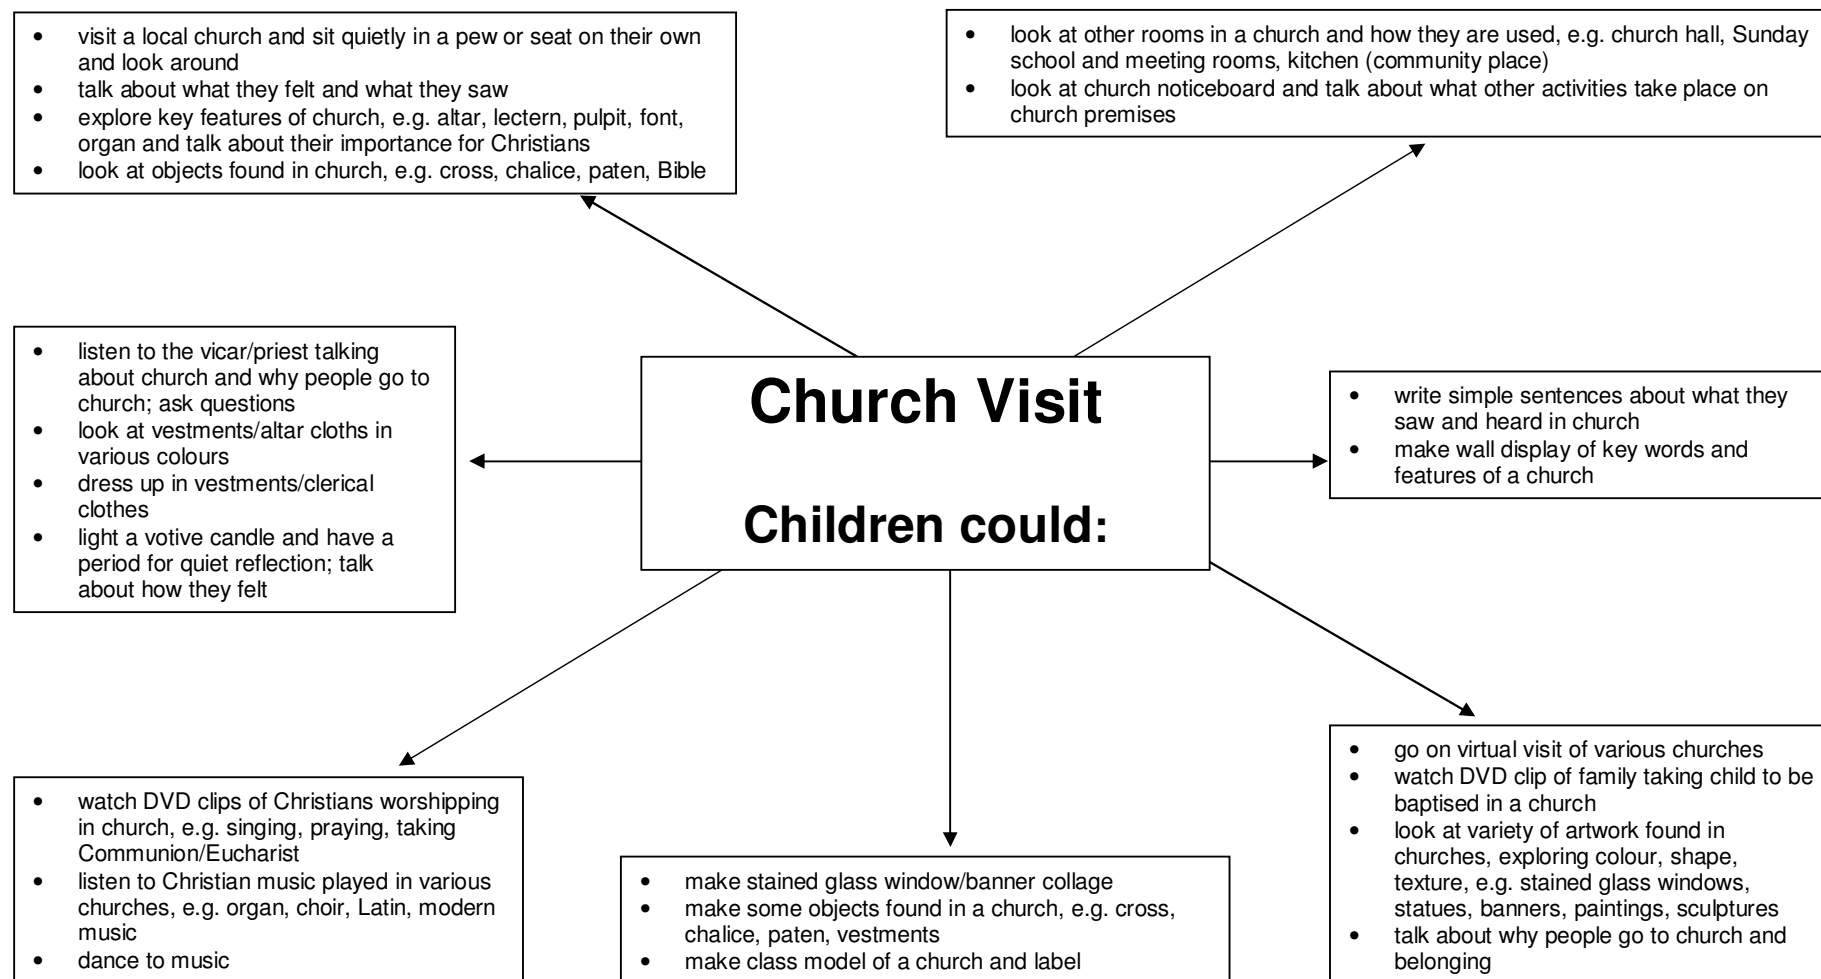 • visit a local church and sit quietly in a pew or seat on their own
and look around
• talk about what they felt and what they saw
• explore key features of church, e.g. altar, lectern, pulpit, font,
organ and talk about their importance for Christians
• look at objects found in church, e.g. cross, chalice, paten, Bible
• look at other rooms in a church and how they are used, e.g. church hall, Sunday
school and meeting rooms, kitchen (community place)
• look at church noticeboard and talk about what other activities take place on
church premises
• listen to the vicar/priest talking
about church and why people go to
church; ask questions
• look at vestments/altar cloths in
various colours
• dress up in vestments/clerical
clothes
• light a votive candle and have a
period for quiet reflection; talk
about how they felt
Church Visit
Children could:
• write simple sentences about what they
saw and heard in church
• make wall display of key words and
features of a church
• watch DVD clips of Christians worshipping
in church, e.g. singing, praying, taking
Communion/Eucharist
• listen to Christian music played in various
churches, e.g. organ, choir, Latin, modern
music
• dance to music
• make stained glass window/banner collage
• make some objects found in a church, e.g. cross,
chalice, paten, vestments
• make class model of a church and label
• go on virtual visit of various churches
• watch DVD clip of family taking child to be
baptised in a church
• look at variety of artwork found in
churches, exploring colour, shape,
texture, e.g. stained glass windows,
statues, banners, paintings, sculptures
• talk about why people go to church and
belonging